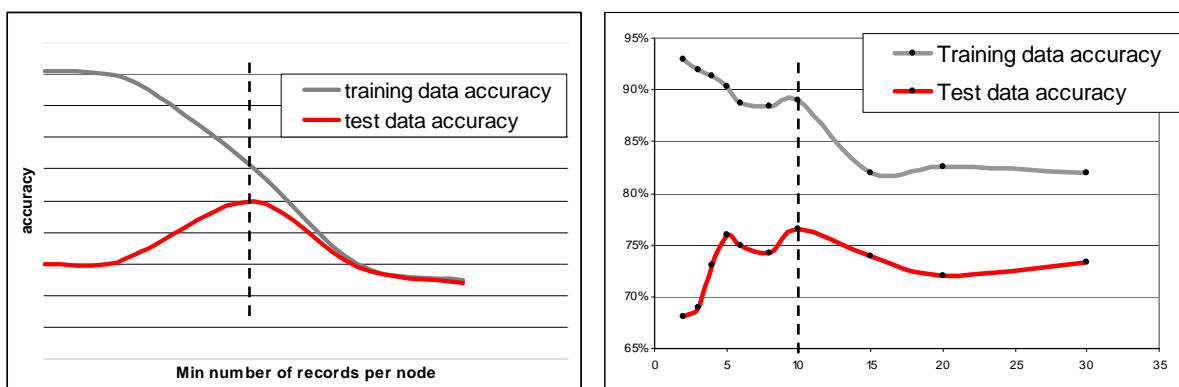 training data accuracy
test data accuracy
accuracy
Min number of records per node
95%
90%
85%
80%
75%
70%
65%
0 5 10 15 20 25 30 35
Training data accuracy
Test data accuracy